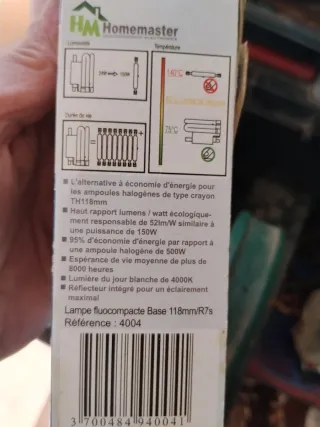 HM Homemaster
Luminosité
Température
24W
150W
140°C
Durée de vie
75°C
L'alternative à économie d'énergie pour
les ampoules halogènes de type crayon
TH118mm
Haut rapport lumens / watt écologique-
ment responsable de 52lm/W similaire à
une puissance de 150W
95% d'économie d'énergie par rapport à
une ampoule halogène de 500W
Espérance de vie moyenne de plus de
8000 heures
Lumière du jour blanche de 4000K
Réflecteur intégré pour un éclairement
maximal
Lampe fluocompacte Base 118mm/R7s
Référence : 4004
3 700484 940041